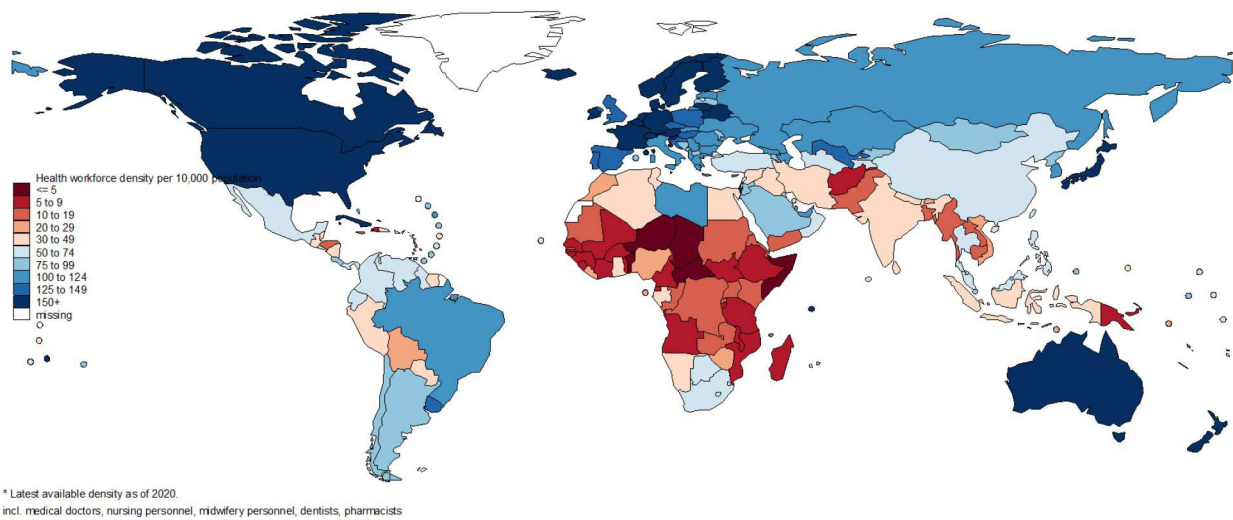 Health workforce density per 10,000 population
<= 5
5 to 9
10 to 19
20 to 29
30 to 49
50 to 74
75 to 99
100 to 124
125 to 149
150+
missing
* Latest available density as of 2020.
incl. medical doctors, nursing personnel, midwifery personnel, dentists, pharmacists